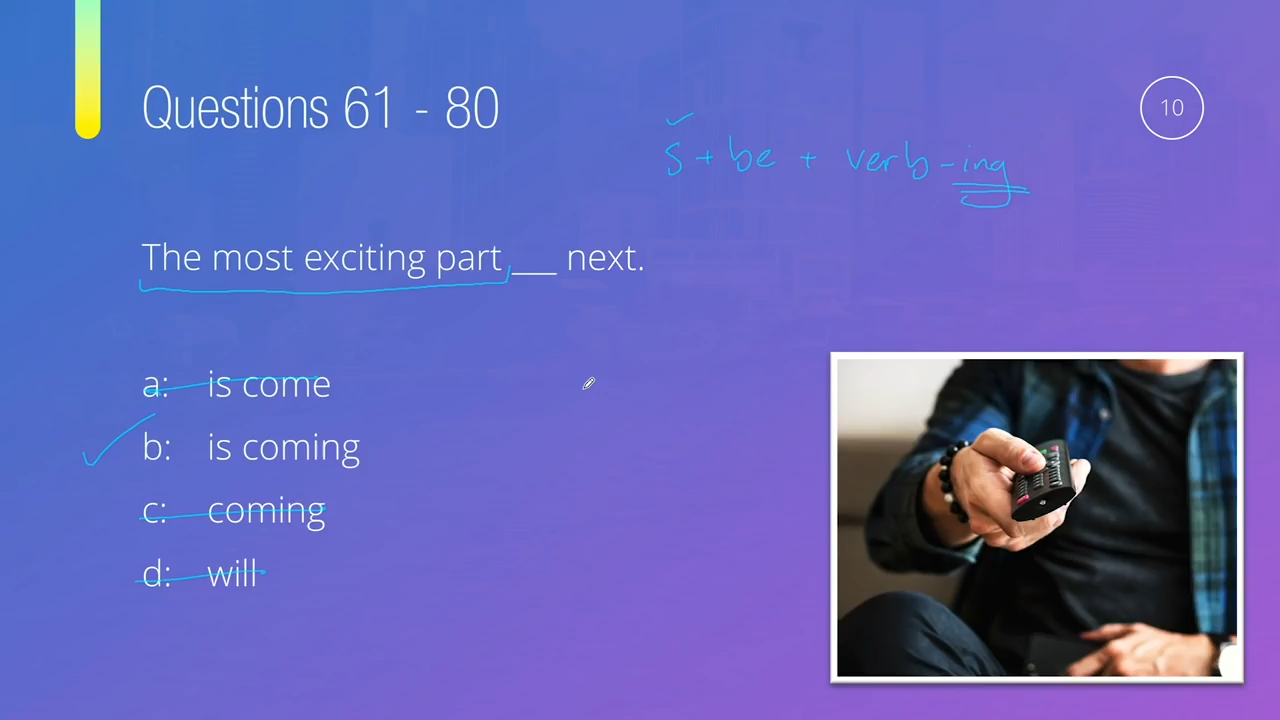 Questions 61 - 80
10
s + be + verb-ing
The most exciting part ___ next.
a: is come
b: is coming
c: coming
d: will